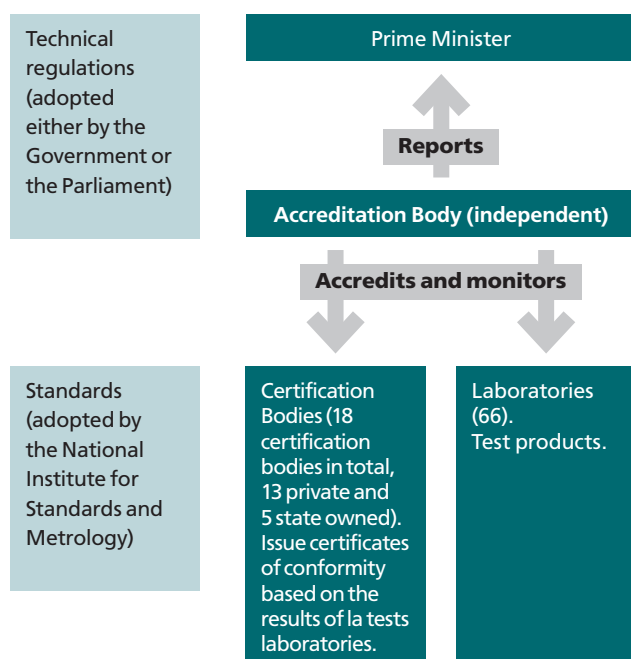 Technical
regulations
(adopted
either by the
Government or
the Parliament)
Prime Minister
Reports
Accreditation Body (independent)
Accredits and monitors
Standards
(adopted by
the National
Institute for
Standards and
Metrology)
Certification
Bodies (18
certification
bodies in total,
13 private and
5 state owned).
Issue certificates
of conformity
based on the
results of la tests
laboratories.
Laboratories
(66).
Test products.